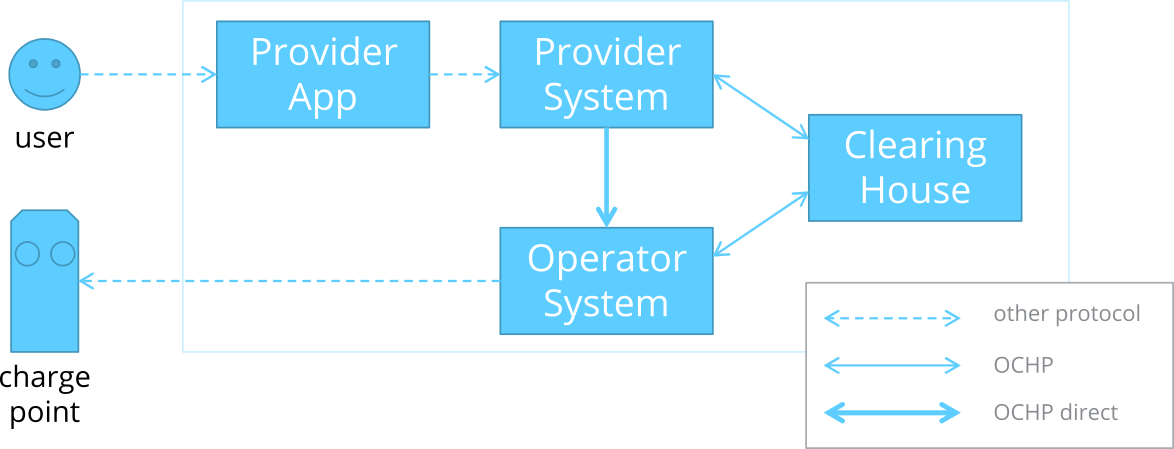 Provider
App
Provider
System
user
Clearing
House
Operator
System
charge
point
other protocol
OCHP
OCHP direct